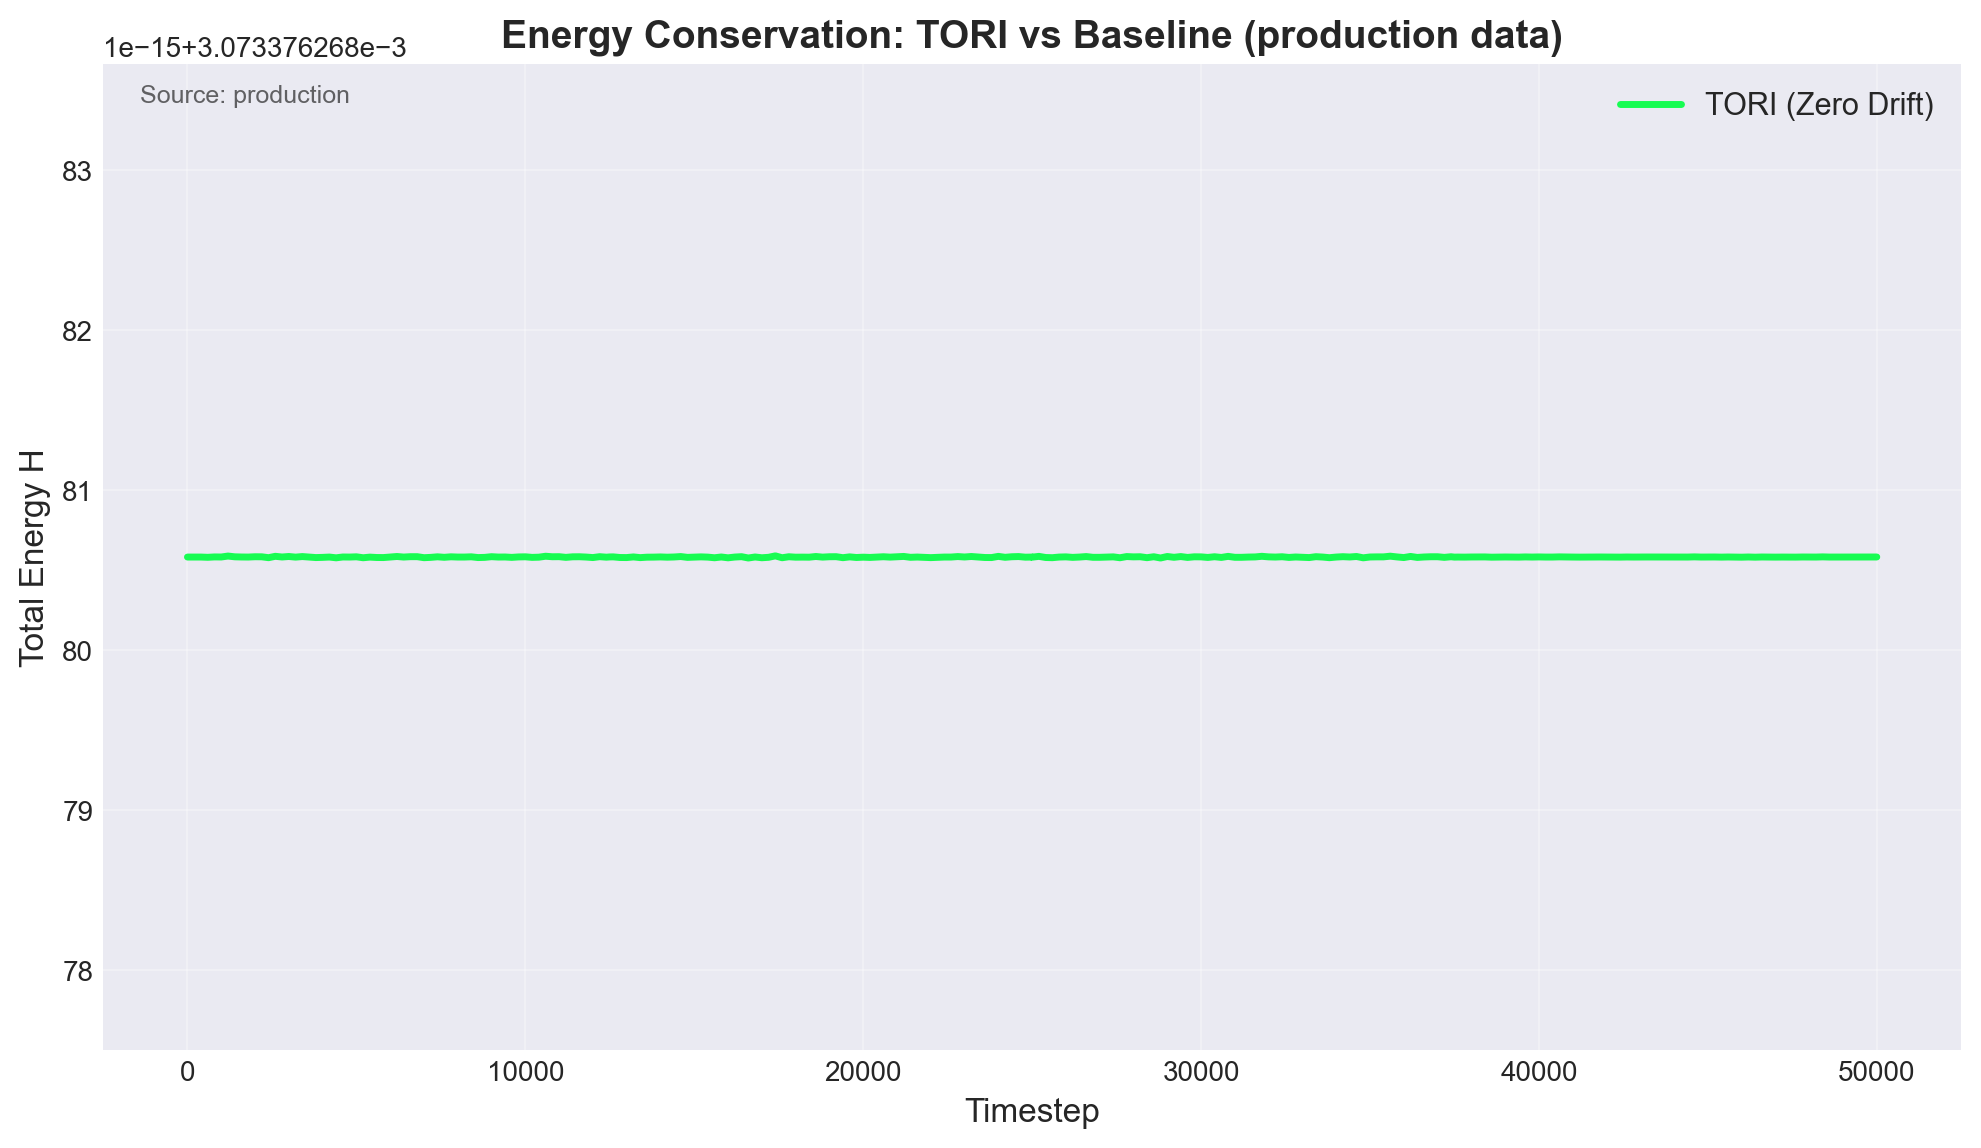 Energy Conservation: TORI vs Baseline (production data)
1e−15+3.073376268e−3
Source: production
TORI (Zero Drift)
Total Energy H
83
82
81
80
79
78
0 10000 20000 30000 40000 50000
Timestep